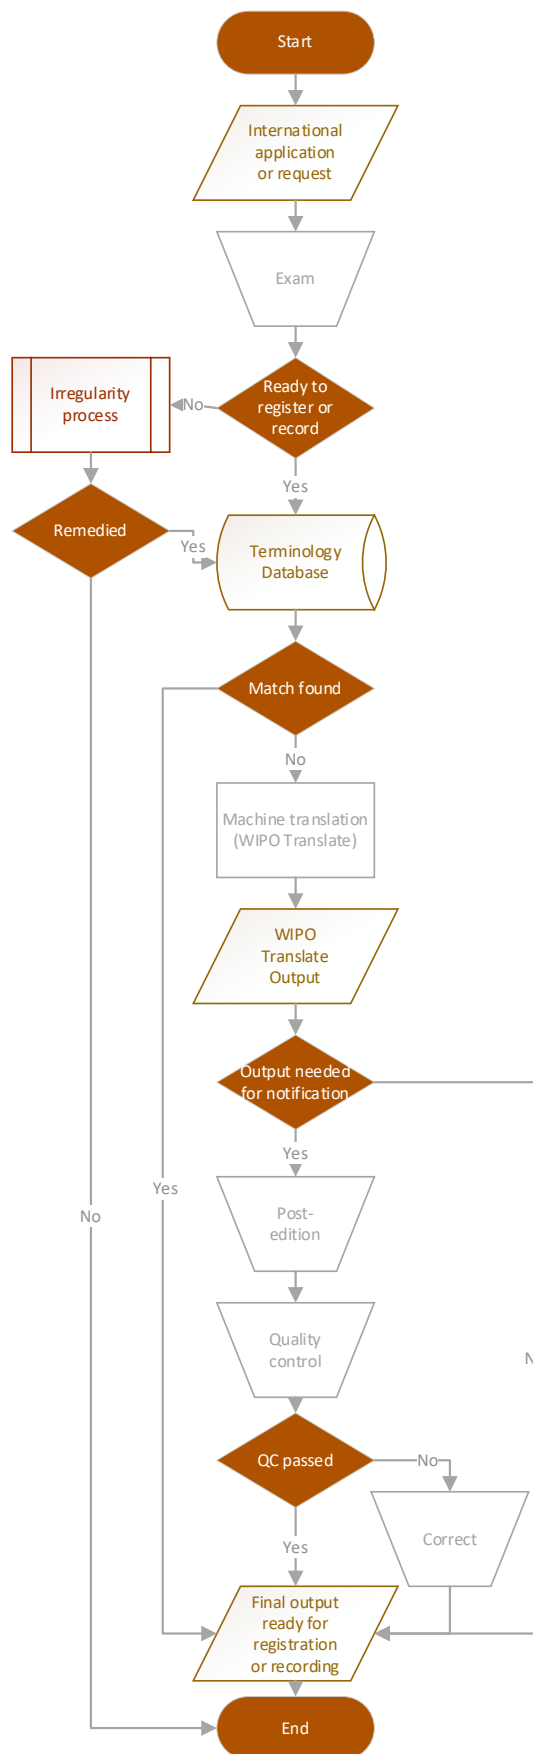 Start
International
application
or request
Exam
Ready to
register or
record
No
Irregularity
process
Yes
Remedied
Yes
Terminology
Database
Match found
No
Machine translation
(WIPO Translate)
WIPO
Translate
Output
Output needed
for notification
Yes
Yes
No
Post-
edition
Quality
control
QC passed
No
Correct
Yes
Final output
ready for
registration
or recording
End